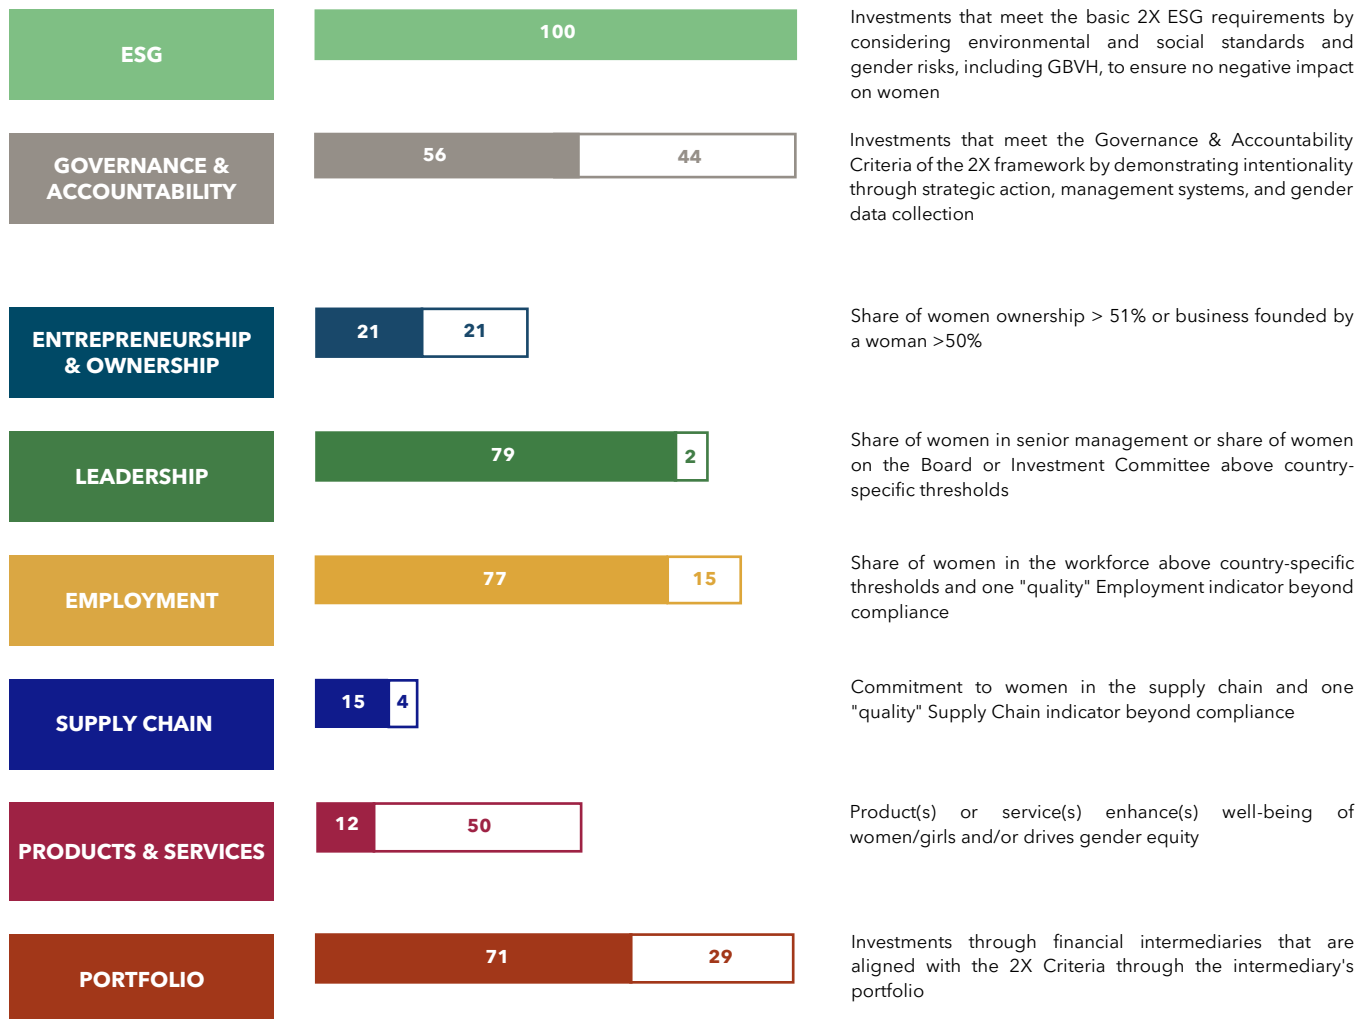 ESG
100
Investments that meet the basic 2X ESG requirements by
considering environmental and social standards and
gender risks, including GBVH, to ensure no negative impact
on women
GOVERNANCE &
ACCOUNTABILITY
56
44
Investments that meet the Governance & Accountability
Criteria of the 2X framework by demonstrating intentionality
through strategic action, management systems, and gender
data collection
ENTREPRENEURSHIP
& OWNERSHIP
21
21
Share of women ownership > 51% or business founded by
a woman >50%
LEADERSHIP
79
2
Share of women in senior management or share of women
on the Board or Investment Committee above country-
specific thresholds
EMPLOYMENT
77
15
Share of women in the workforce above country-specific
thresholds and one "quality" Employment indicator beyond
compliance
SUPPLY CHAIN
15
4
Commitment to women in the supply chain and one
"quality" Supply Chain indicator beyond compliance
PRODUCTS & SERVICES
12
50
Product(s) or service(s) enhance(s) well-being of
women/girls and/or drives gender equity
PORTFOLIO
71
29
Investments through financial intermediaries that are
aligned with the 2X Criteria through the intermediary's
portfolio